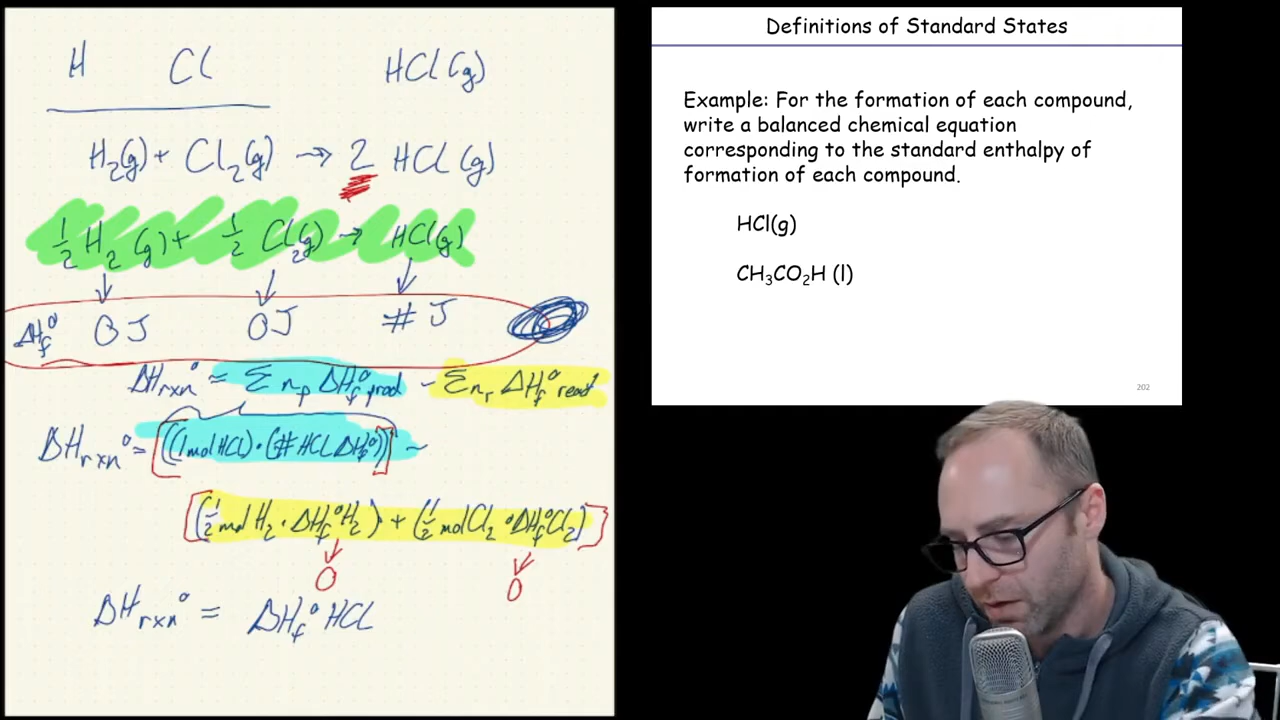 H Cl HCl(g)
H₂(g) + Cl₂(g) → 2 HCl(g)
½ H₂(g) + ½ Cl₂(g) → HCl(g)
ΔHf° 0 J 0 J # J
ΔHrxn° = Σ np ΔHf° prod – Σ nr ΔHf° react
ΔHrxn° = [((1 mol HCl)·(# HCl ΔHf°))] –
[(½ mol H₂ · ΔHf° H₂) + (½ mol Cl₂ · ΔHf° Cl₂)]
0 0
ΔHrxn° = ΔHf° HCl
Definitions of Standard States
Example: For the formation of each compound,
write a balanced chemical equation
corresponding to the standard enthalpy of
formation of each compound.
HCl(g)
CH₃CO₂H (l)
202